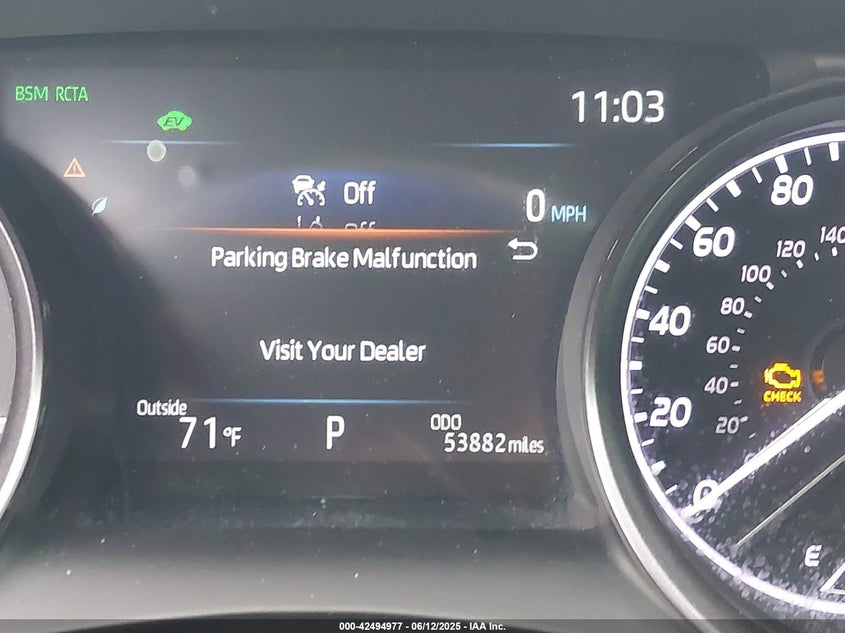 BSM RCTA
11:03
EV
Off
0 MPH
Parking Brake Malfunction
Visit Your Dealer
Outside
71°F
P
ODO
53882 miles
80
60
40
20
0
140
120
100
80
60
40
20
CHECK
E
000-42494977 - 06/12/2025 - IAA Inc.